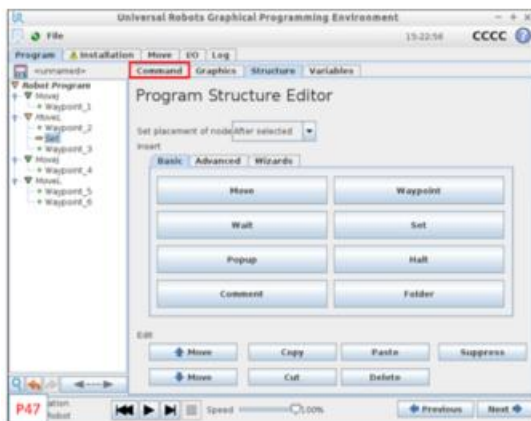 Universal Robots Graphical Programming Environment
File
15:22:56 CCCC ?
Program Installation Move I/O Log
<unnamed>
Command Graphics Structure Variables
Robot Program
MoveJ
Waypoint_1
MoveL
Waypoint_2
Set
Waypoint_3
MoveJ
Waypoint_4
MoveL
Waypoint_5
Waypoint_6
Program Structure Editor
Set placement of node After selected
Insert
Basic Advanced Wizards
Move Waypoint
Wait Set
Popup Halt
Comment Folder
Edit
Move Copy Paste Suppress
Move Cut Delete
P47
ation
Robot
Speed 100%
Previous Next